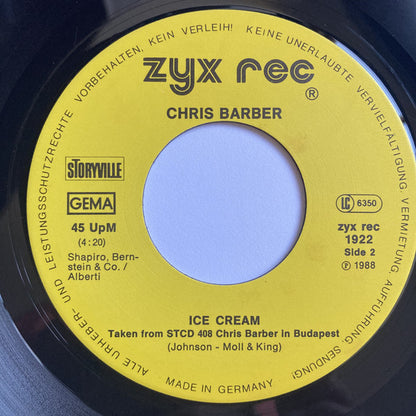 ALLE URHEBER- UND LEISTUNGSSCHUTZRECHTE VORBEHALTEN, KEIN VERLEIH! KEINE UNERLAUBTE VERVIELFÄLTIGUNG, VERMIETUNG, AUFFÜHRUNG, SENDUNG!
zyx rec ®
CHRIS BARBER
STORYVILLE
GEMA
45 UpM
(4:20)
Shapiro, Bern-
stein & Co. /
Alberti
LC 6350
zyx rec
1922
Side 2
℗ 1988
ICE CREAM
Taken from STCD 408 Chris Barber in Budapest
(Johnson - Moll & King)
MADE IN GERMANY